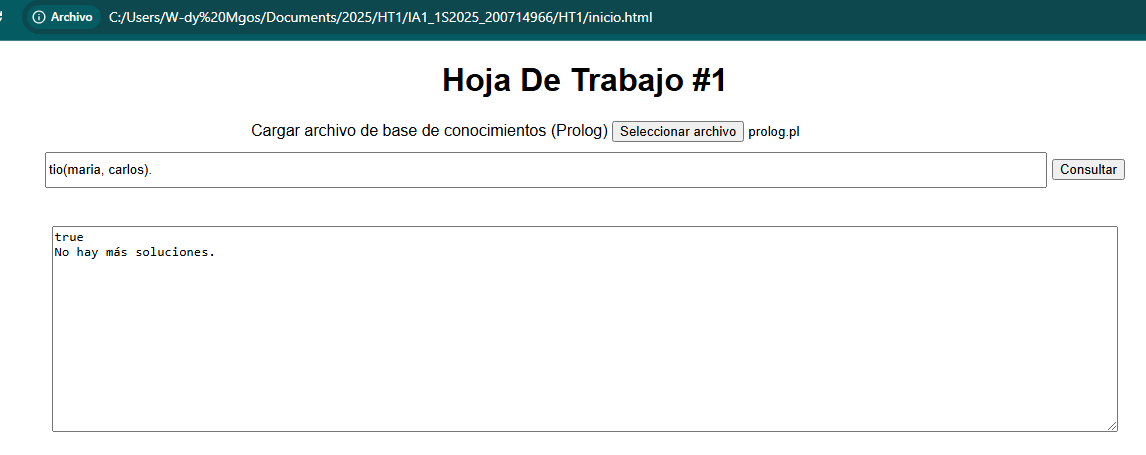 Archivo C:/Users/W-dy%20Mgos/Documents/2025/HT1/IA1_1S2025_200714966/HT1/inicio.html
Hoja De Trabajo #1
Cargar archivo de base de conocimientos (Prolog) Seleccionar archivo prolog.pl
tio(maria, carlos). Consultar
true
No hay más soluciones.